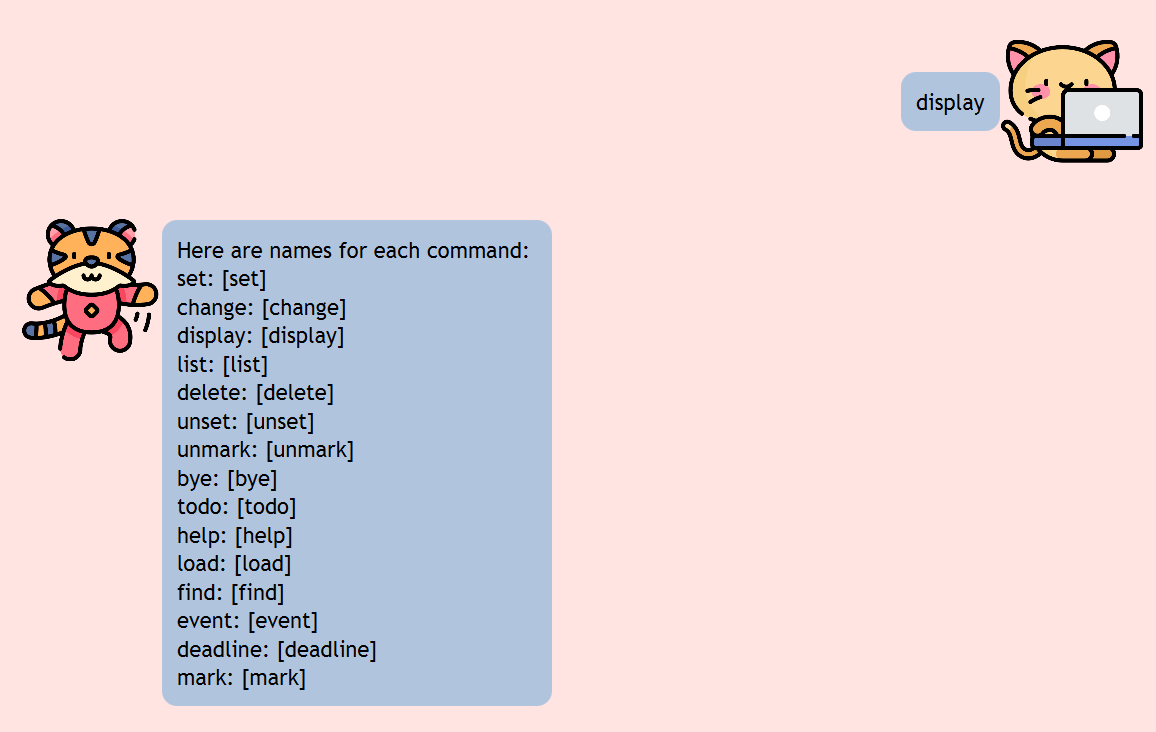 display
Here are names for each command:
set: [set]
change: [change]
display: [display]
list: [list]
delete: [delete]
unset: [unset]
unmark: [unmark]
bye: [bye]
todo: [todo]
help: [help]
load: [load]
find: [find]
event: [event]
deadline: [deadline]
mark: [mark]